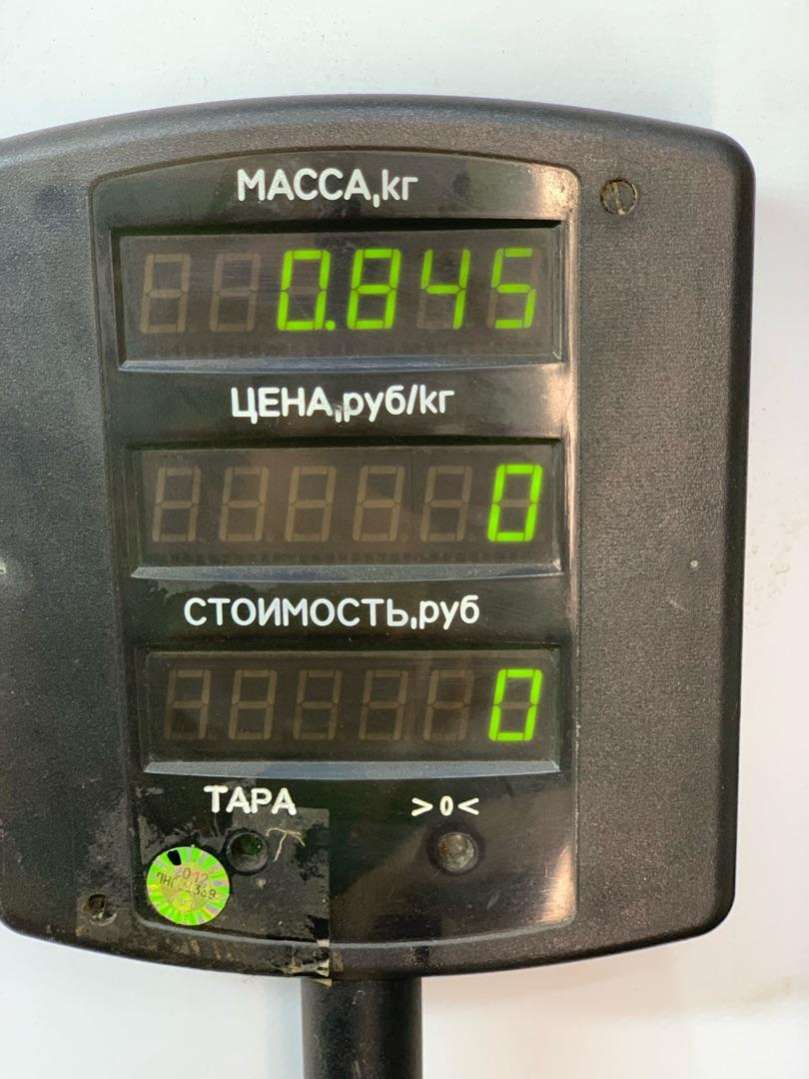 МАССА,кг
0.845
ЦЕНА,руб/кг
0
СТОИМОСТЬ,руб
0
ТАРА >0<